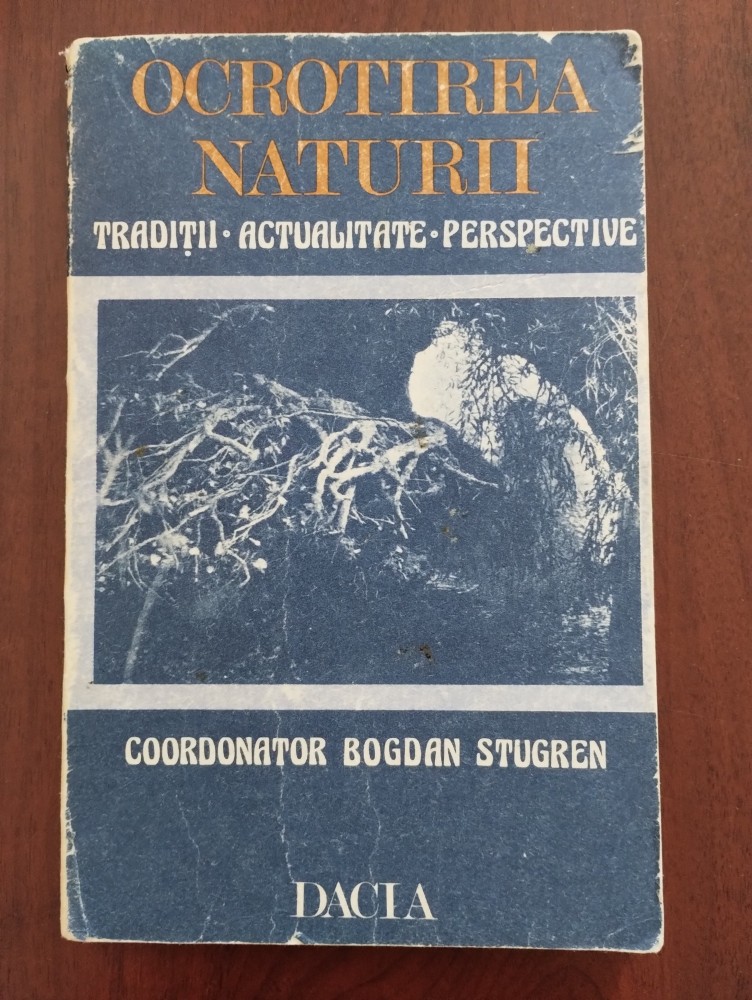 OCROTIREA
NATURII
TRADIȚII • ACTUALITATE • PERSPECTIVE
COORDONATOR BOGDAN STUGREN
DACIA